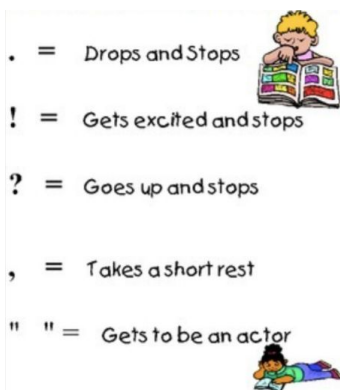 . = Drops and Stops
! = Gets excited and stops
? = Goes up and stops
, = Takes a short rest
" " = Gets to be an actor